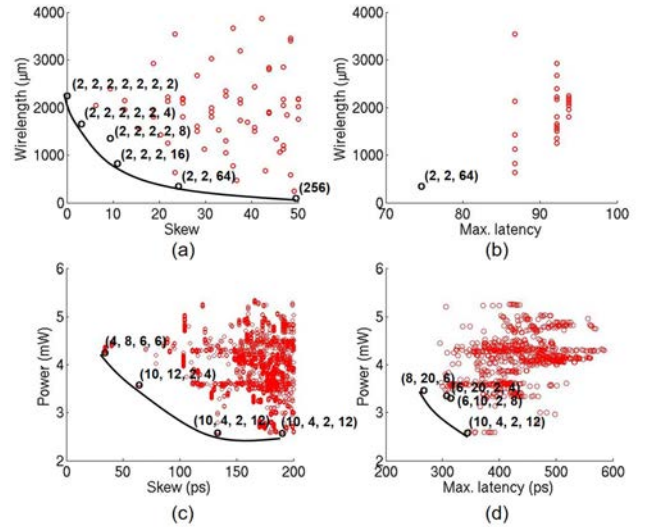 4000
3000
2000
1000
0
Wirelength (µm)
(2, 2, 2, 2, 2, 2, 2)
(2, 2, 2, 2, 2, 4)
(2, 2, 2, 2, 8)
(2, 2, 2, 16)
(2, 2, 64)
(256)
0 10 20 30 40 50
Skew
(a)
4000
3000
2000
1000
0
Wirelength (µm)
(2, 2, 64)
70 80 90 100
Max. latency
(b)
6
5
4
3
2
Power (mW)
(4, 8, 6, 6)
(10, 12, 2, 4)
(10, 4, 2, 12)
(10, 4, 2, 12)
0 50 100 150 200
Skew (ps)
(c)
6
5
4
3
2
Power (mW)
(8, 20, 6)
(6, 20, 2, 4)
(6, 10, 2, 8)
(10, 4, 2, 12)
200 300 400 500 600
Max. latency (ps)
(d)